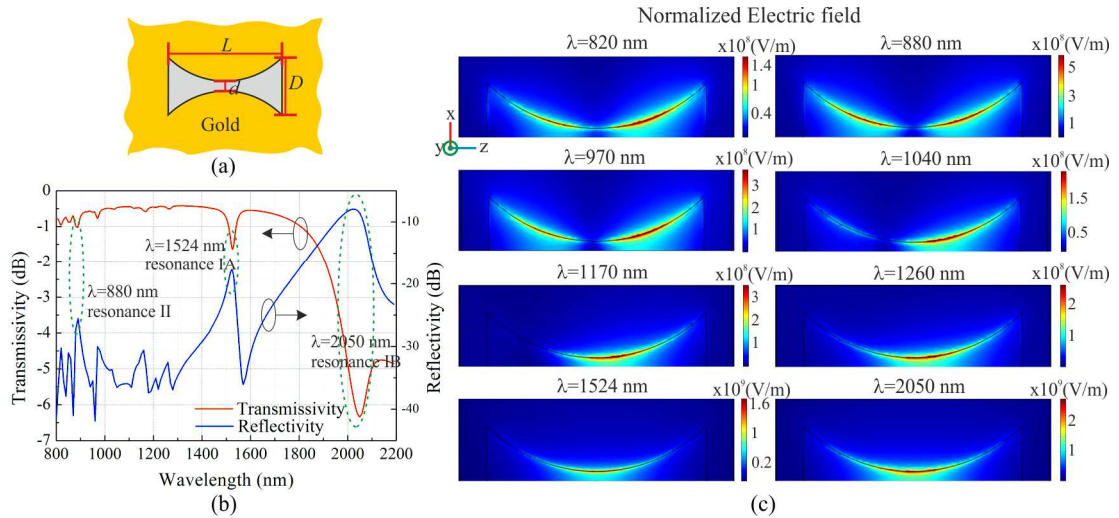 L
d
D
Gold
(a)
0
-1
-2
-3
-4
-5
-6
-7
Transmissivity (dB)
800 1000 1200 1400 1600 1800 2000 2200
Wavelength (nm)
-10
-20
-30
-40
Reflectivity (dB)
λ=1524 nm
resonance IA
λ=880 nm
resonance II
λ=2050 nm
resonance IB
Transmissivity
Reflectivity
(b)
Normalized Electric field
λ=820 nm
x10⁸(V/m)
1.4
0.4
λ=880 nm
x10⁸(V/m)
5
3
1
x
y
z
λ=970 nm
x10⁸(V/m)
3
2
1
λ=1040 nm
x10⁸(V/m)
1.5
0.5
λ=1170 nm
x10⁸(V/m)
3
2
1
λ=1260 nm
x10⁸(V/m)
2
1
λ=1524 nm
x10⁹(V/m)
1.6
1
0.2
λ=2050 nm
x10⁹(V/m)
2
1
(c)